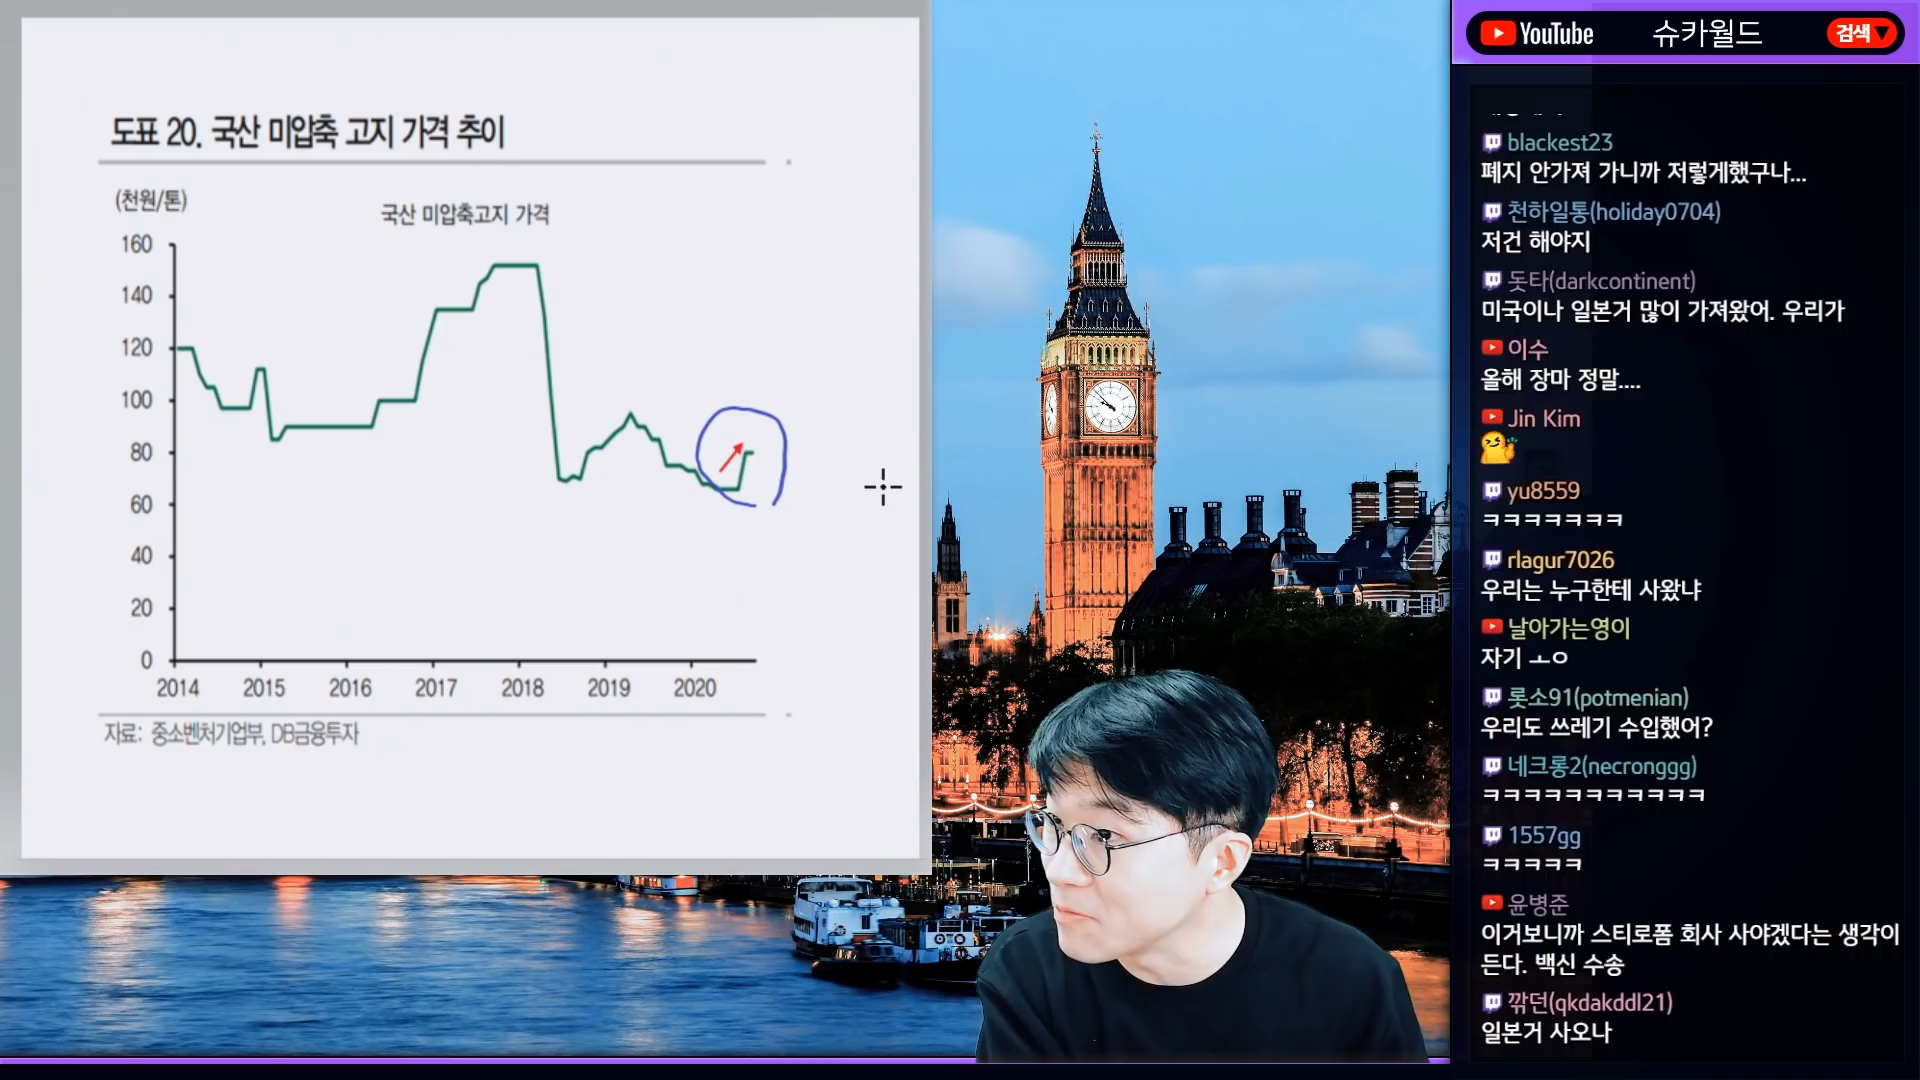 도표 20. 국산 미압축 고지 가격 추이
(천원/톤)
국산 미압축고지 가격
160
140
120
100
80
60
40
20
0
2014 2015 2016 2017 2018 2019 2020
자료: 중소벤처기업부, DB금융투자
YouTube 슈카월드 검색▼
blackest23
폐지 안가져 가니까 저렇게했구나...
천하일통(holiday0704)
저건 해야지
돗타(darkcontinent)
미국이나 일본거 많이 가져왔어. 우리가
이수
올해 장마 정말....
Jin Kim
yu8559
ㅋㅋㅋㅋㅋㅋㅋ
rlagur7026
우리는 누구한테 사왔냐
날아가는영이
자기 ㅗㅇ
롯소91(potmenian)
우리도 쓰레기 수입했어?
네크롱2(necronggg)
ㅋㅋㅋㅋㅋㅋㅋㅋㅋㅋㅋ
1557gg
ㅋㅋㅋㅋㅋ
윤병준
이거보니까 스티로폼 회사 사야겠다는 생각이
든다. 백신 수송
깎던(qkdakddl21)
일본거 사오나